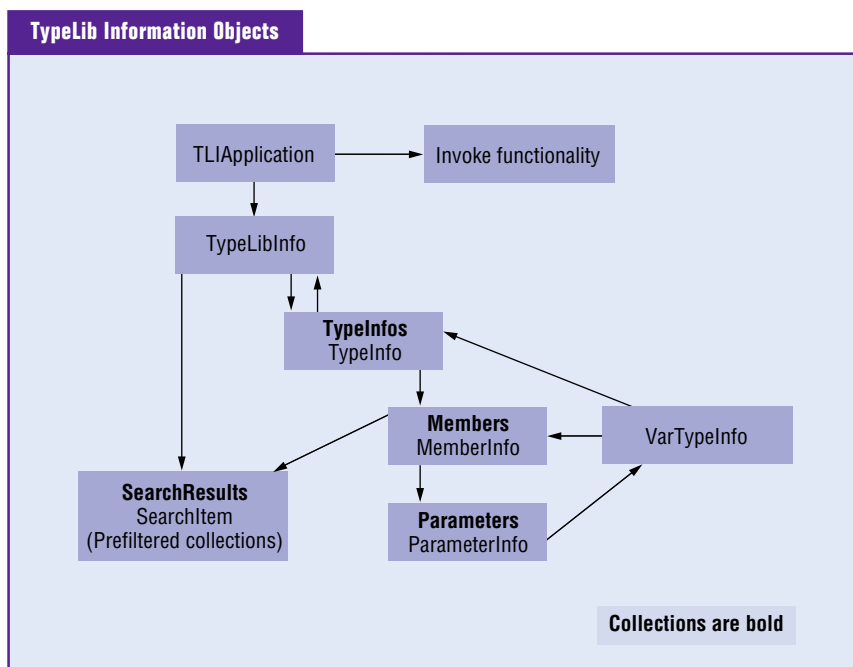 TypeLib Information Objects
TLIApplication
Invoke functionality
TypeLibInfo
TypeInfos
TypeInfo
Members
MemberInfo
VarTypeInfo
SearchResults
SearchItem
(Prefiltered collections)
Parameters
ParameterInfo
Collections are bold